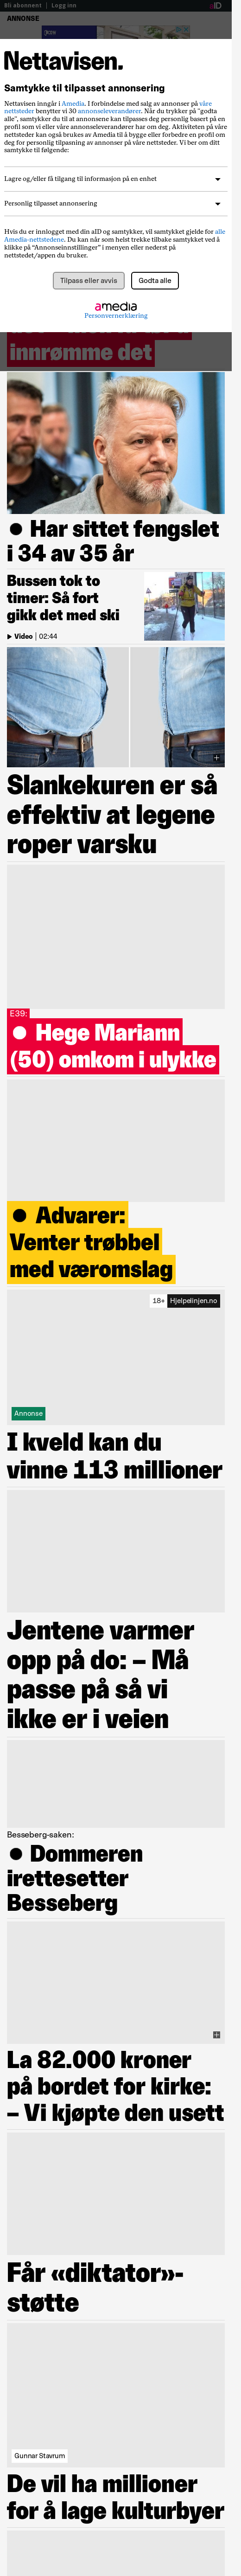 Bli abonnent | Logg inn
aID
ANNONSE
Nettavisen.
Samtykke til tilpasset annonsering
Nettavisen inngår i Amedia. I forbindelse med salg av annonser på våre
nettsteder benytter vi 30 annonseleverandører. Når du trykker på "godta
alle", samtykker du til at annonsene kan tilpasses deg personlig basert på en
profil som vi eller våre annonseleverandører har om deg. Aktiviteten på våre
nettsteder kan også brukes av Amedia til å bygge eller forbedre en profil om
deg for personlig tilpasning av annonser på våre nettsteder. Vi ber om ditt
samtykke til følgende:
Lagre og/eller få tilgang til informasjon på en enhet
Personlig tilpasset annonsering
Hvis du er innlogget med din aID og samtykker, vil samtykket gjelde for alle
Amedia-nettstedene. Du kan når som helst trekke tilbake samtykket ved å
klikke på “Annonseinnstillinger” i menyen eller nederst på
nettstedet/appen du bruker.
Tilpass eller avvis
Godta alle
amedia
Personvernerklæring
innrømme det
● Har sittet fengslet
i 34 av 35 år
Bussen tok to
timer: Så fort
gikk det med ski
Video | 02:44
Slankekuren er så
effektiv at legene
roper varsku
E39:
● Hege Mariann
(50) omkom i ulykke
● Advarer:
Venter trøbbel
med væromslag
18+ Hjelpelinjen.no
Annonse
I kveld kan du
vinne 113 millioner
Jentene varmer
opp på do: – Må
passe på så vi
ikke er i veien
Besseberg-saken:
● Dommeren
irettesetter
Besseberg
La 82.000 kroner
på bordet for kirke:
– Vi kjøpte den usett
Får «diktator»-
støtte
Gunnar Stavrum
De vil ha millioner
for å lage kulturbyer